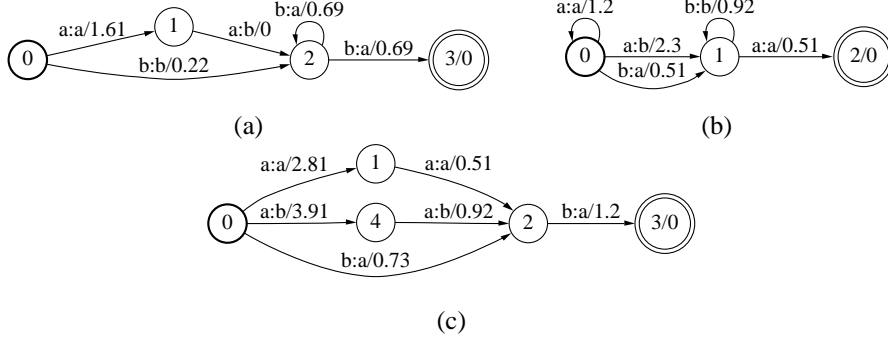 b:a/0.69
1
a:a/1.61
a:b/0
0
2
b:a/0.69
3/0
b:b/0.22
(a)
a:a/1.2
b:b/0.92
0
a:b/2.3
1
a:a/0.51
2/0
b:a/0.51
(b)
1
a:a/2.81
a:a/0.51
0
a:b/3.91
4
a:b/0.92
2
b:a/1.2
3/0
b:a/0.73
(c)